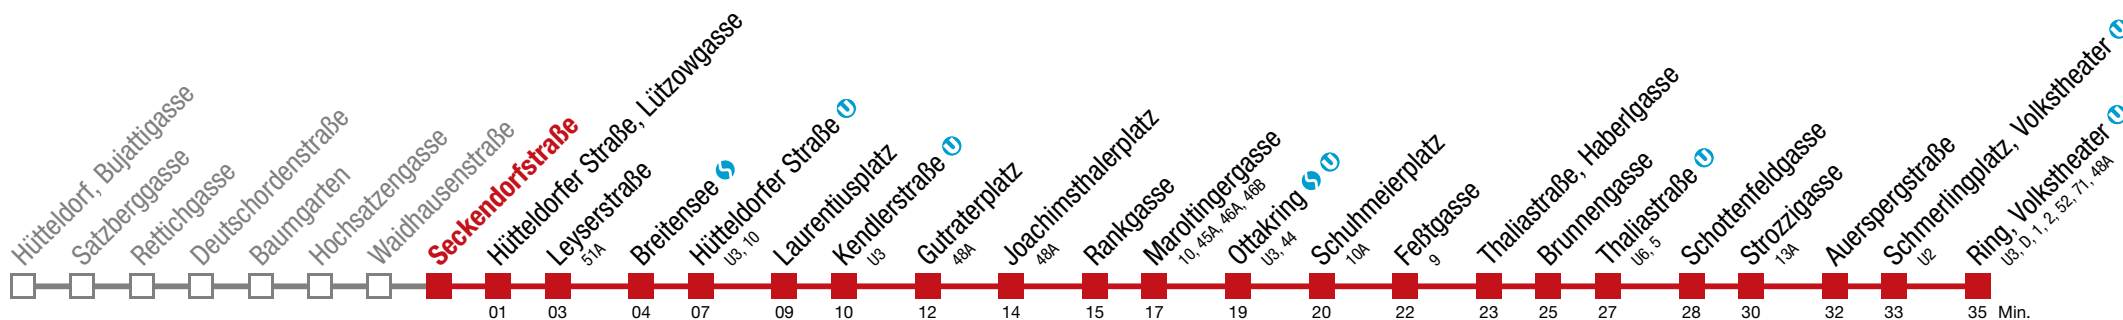 Hütteldorf, Bujattigasse
Satzberggasse
Rettichgasse
Deutschordenstraße
Baumgarten
Hochsatzengasse
Waidhausenstraße
Seckendorfstraße
Hütteldorfer Straße, Lützowgasse
Leyserstraße
51A
Breitensee
Hütteldorfer Straße U
U3, 10
Laurentiusplatz
Kendlerstraße U
U3
Gutraterplatz
48A
Joachimsthalerplatz
48A
Rankgasse
Maroltingergasse
10, 45A, 46A, 46B
Ottakring U
U3, 44
Schuhmeierplatz
10A
Feßtgasse
9
Thaliastraße, Haberlgasse
Brunnengasse
Thaliastraße U
U6, 5
Schottenfeldgasse
Strozzigasse
13A
Auerspergstraße
Schmerlingplatz, Volkstheater U
U2
Ring, Volkstheater U
U3, D, 1, 2, 52, 71, 48A
01 03 04 07 09 10 12 14 15 17 19 20 22 23 25 27 28 30 32 33 35 Min.